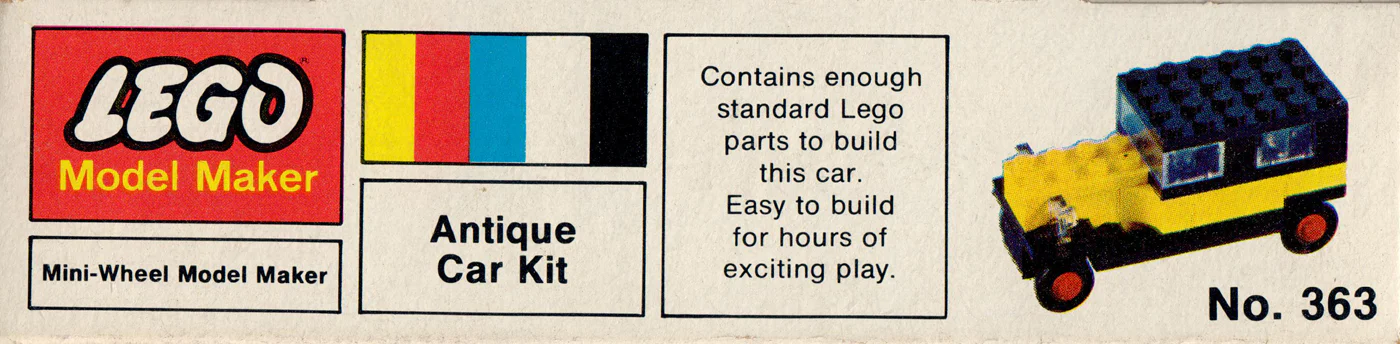 LEGO
Model Maker
Mini-Wheel Model Maker
Antique
Car Kit
Contains enough
standard Lego
parts to build
this car.
Easy to build
for hours of
exciting play.
No. 363